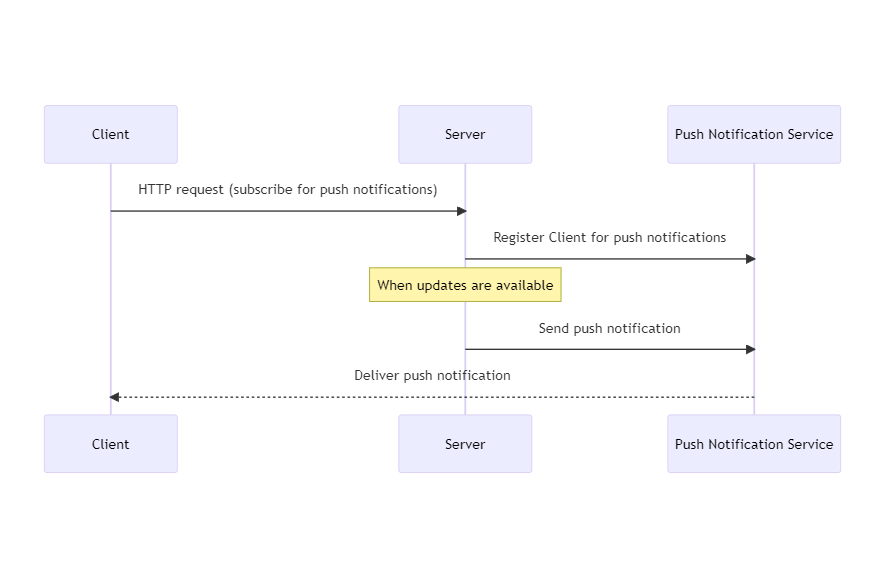 Client
Server
Push Notification Service
HTTP request (subscribe for push notifications)
Register Client for push notifications
When updates are available
Send push notification
Deliver push notification
Client
Server
Push Notification Service